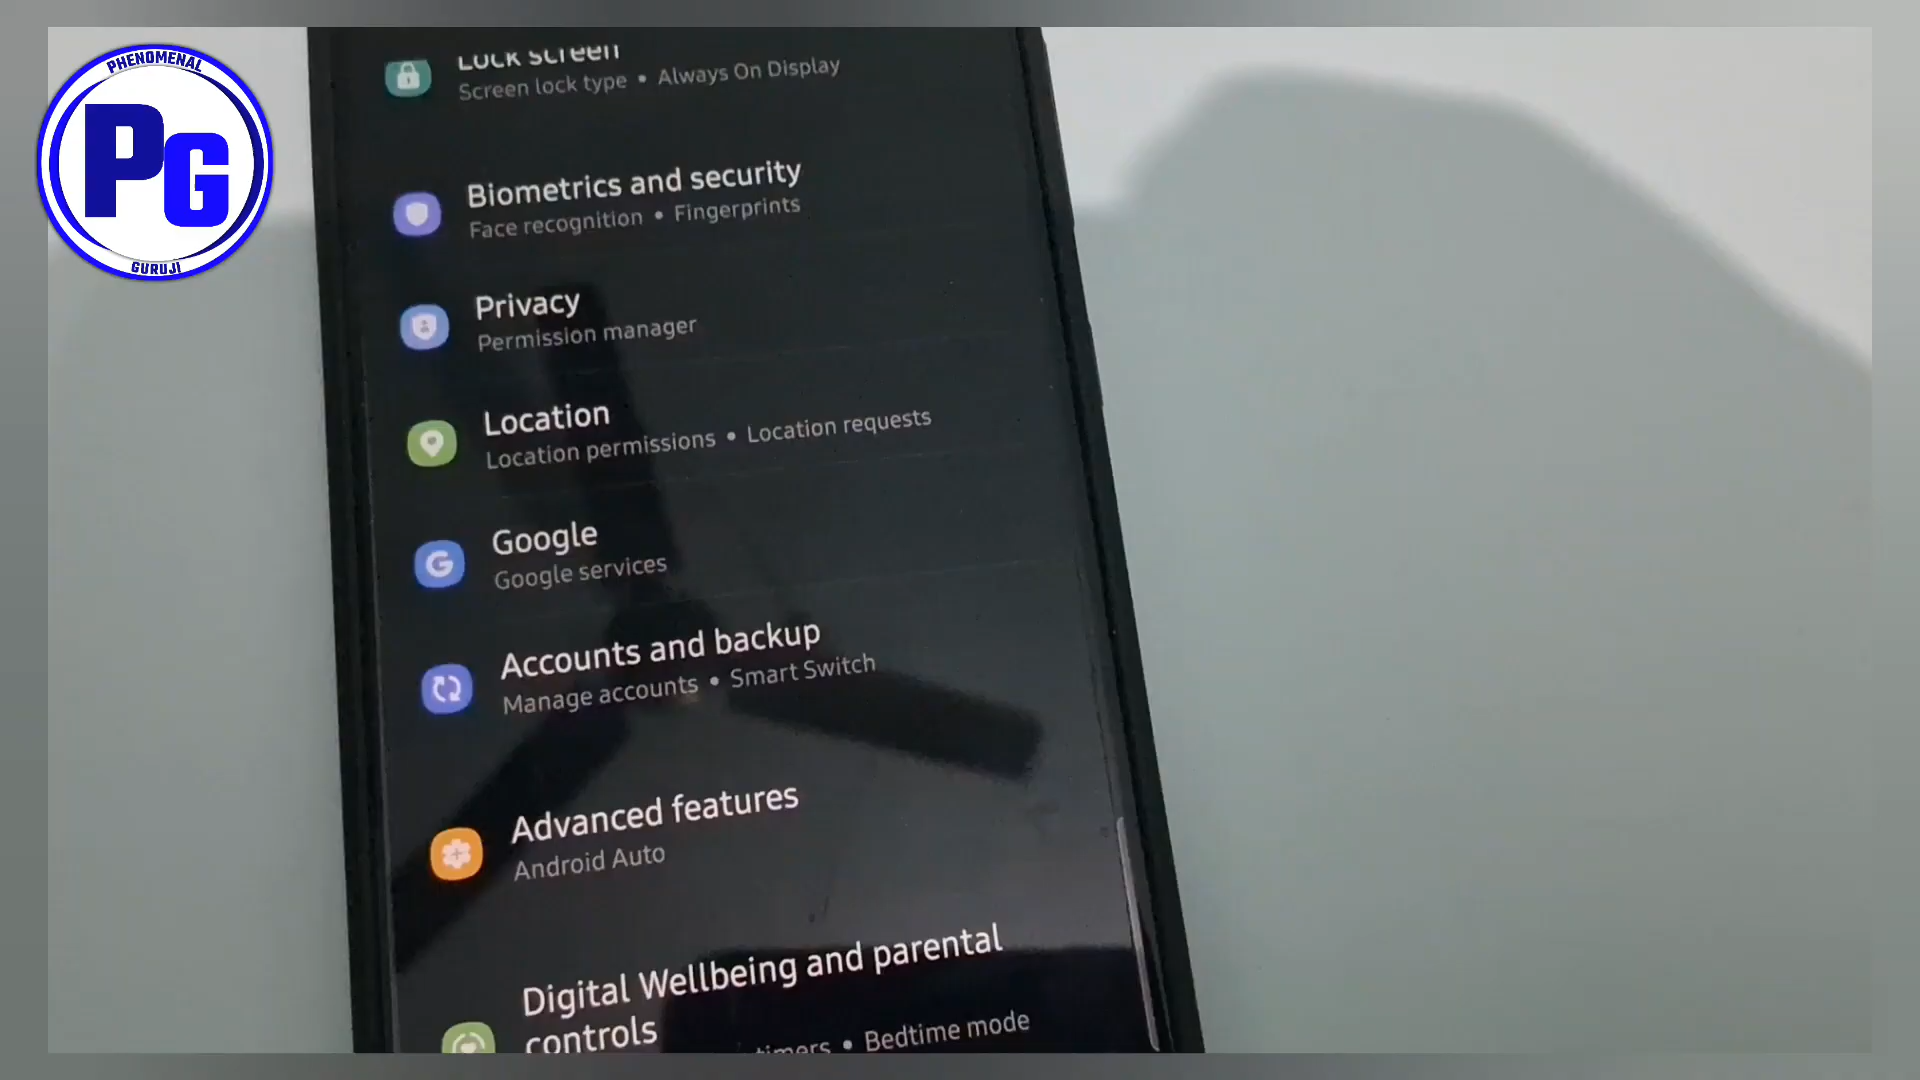 PHENOMENAL
PG
GURUJI
Lock screen
Screen lock type • Always On Display
Biometrics and security
Face recognition • Fingerprints
Privacy
Permission manager
Location
Location permissions • Location requests
Google
Google services
Accounts and backup
Manage accounts • Smart Switch
Advanced features
Android Auto
Digital Wellbeing and parental
controls
timers • Bedtime mode